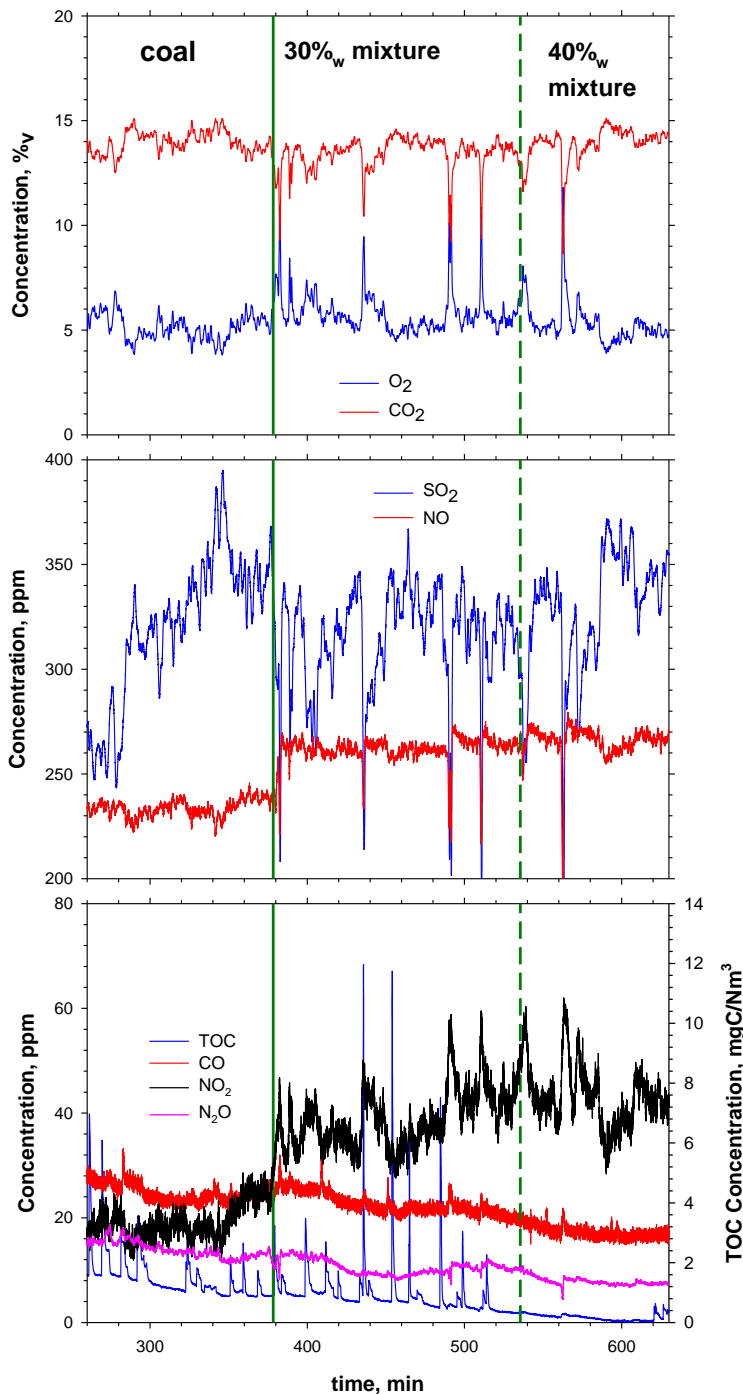 coal
30%w mixture
40%w
mixture
20
15
10
5
0
Concentration, %v
O2
CO2
400
350
300
250
200
Concentration, ppm
SO2
NO
80
60
40
20
0
Concentration, ppm
TOC
CO
NO2
N2O
14
12
10
8
6
4
2
0
TOC Concentration, mgC/Nm³
300
400
500
600
time, min